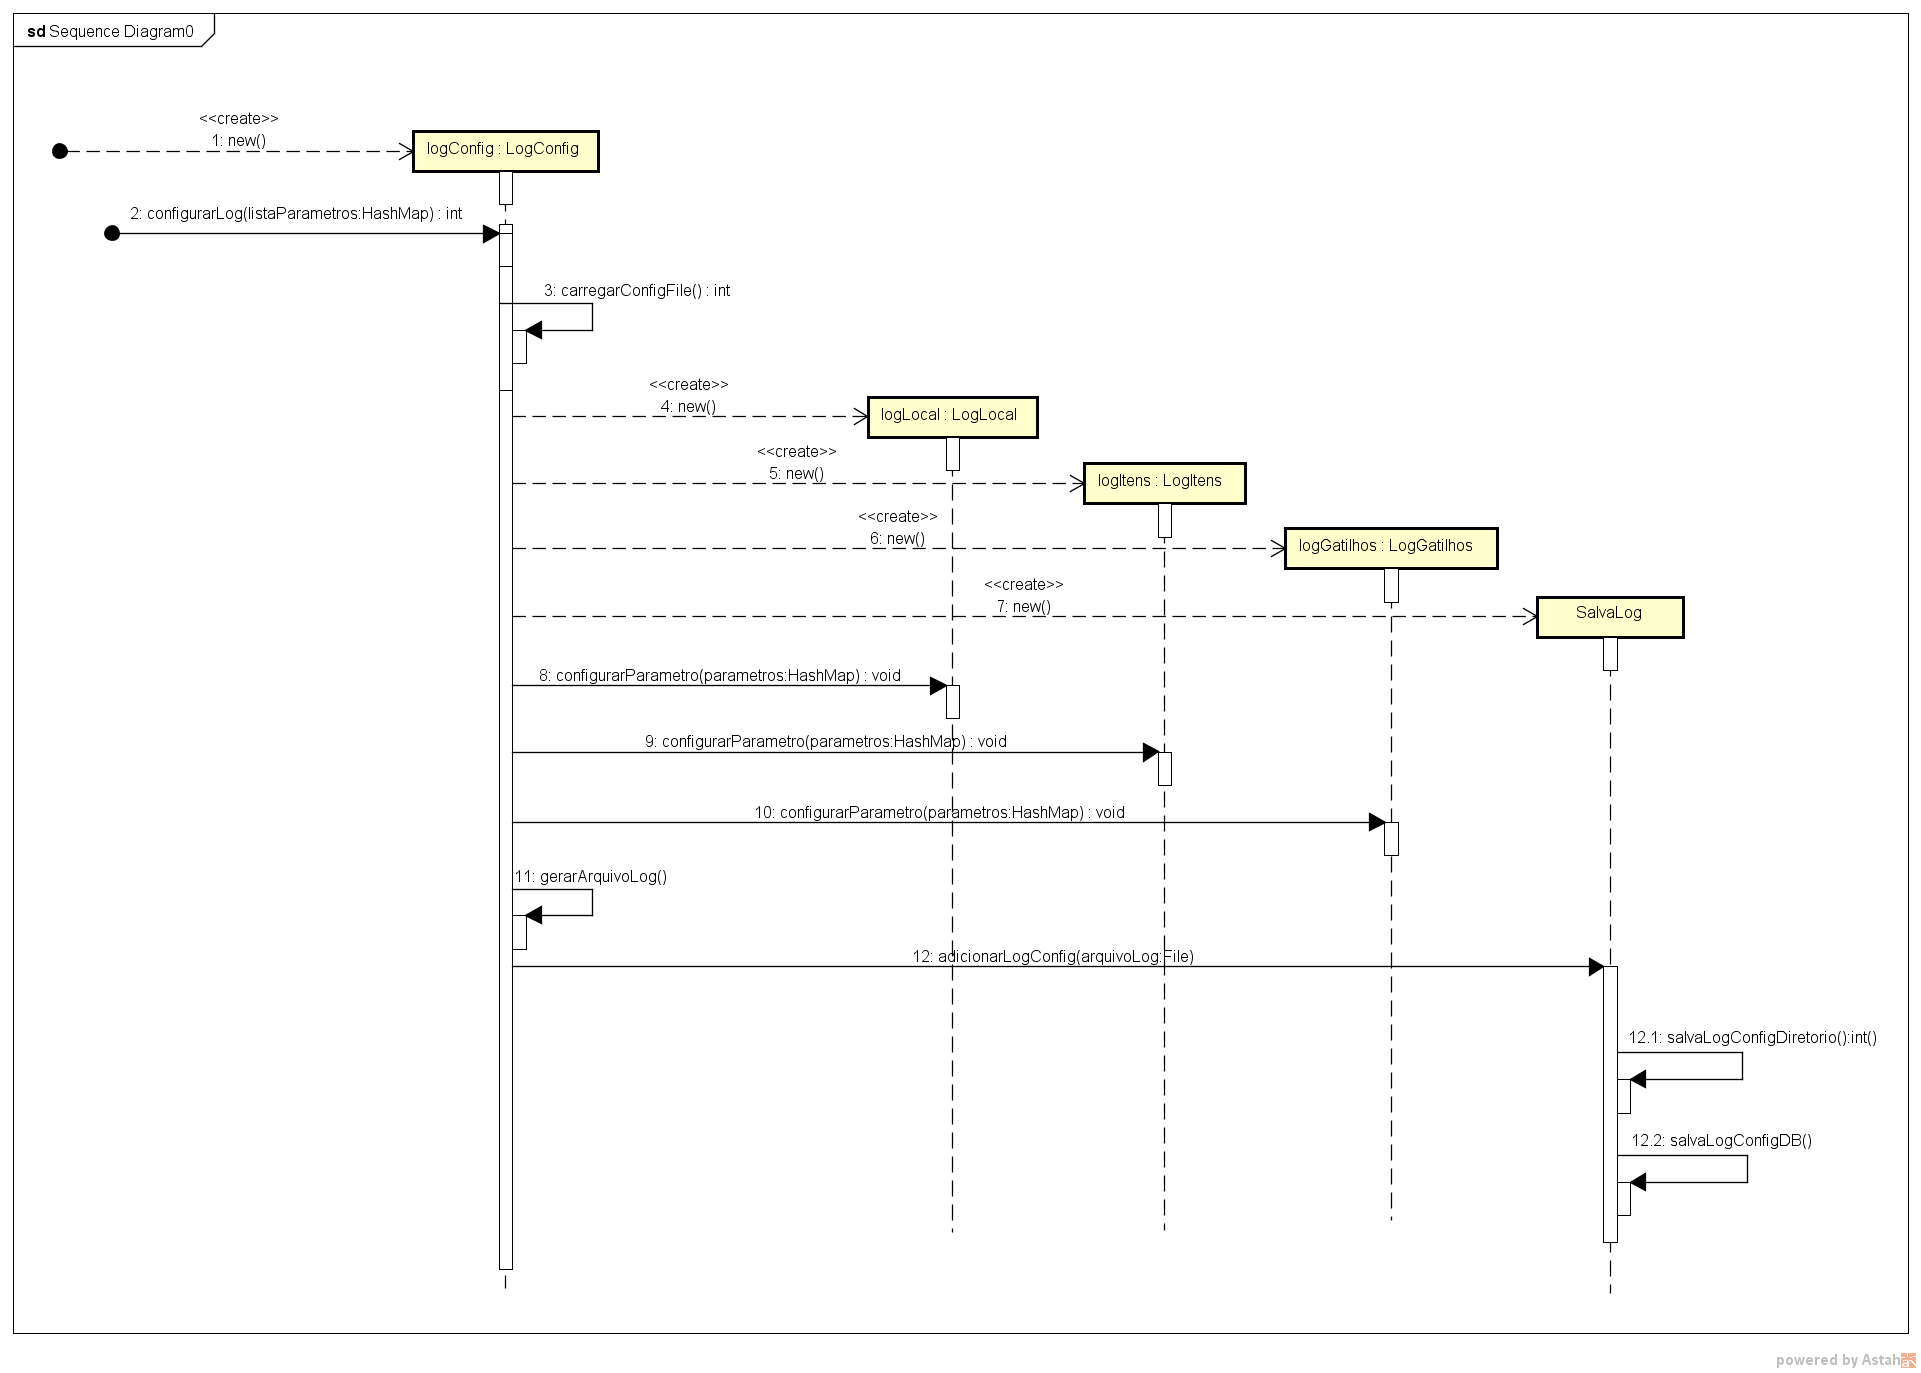 sd Sequence Diagram0
<<create>>
1: new()
logConfig : LogConfig
2: configurarLog(listaParametros:HashMap) : int
3: carregarConfigFile() : int
<<create>>
4: new()
logLocal : LogLocal
<<create>>
5: new()
logItens : LogItens
<<create>>
6: new()
logGatilhos : LogGatilhos
<<create>>
7: new()
SalvaLog
8: configurarParametro(parametros:HashMap) : void
9: configurarParametro(parametros:HashMap) : void
10: configurarParametro(parametros:HashMap) : void
11: gerarArquivoLog()
12: adicionarLogConfig(arquivoLog:File)
12.1: salvaLogConfigDiretorio():int()
12.2: salvaLogConfigDB()
powered by Astah